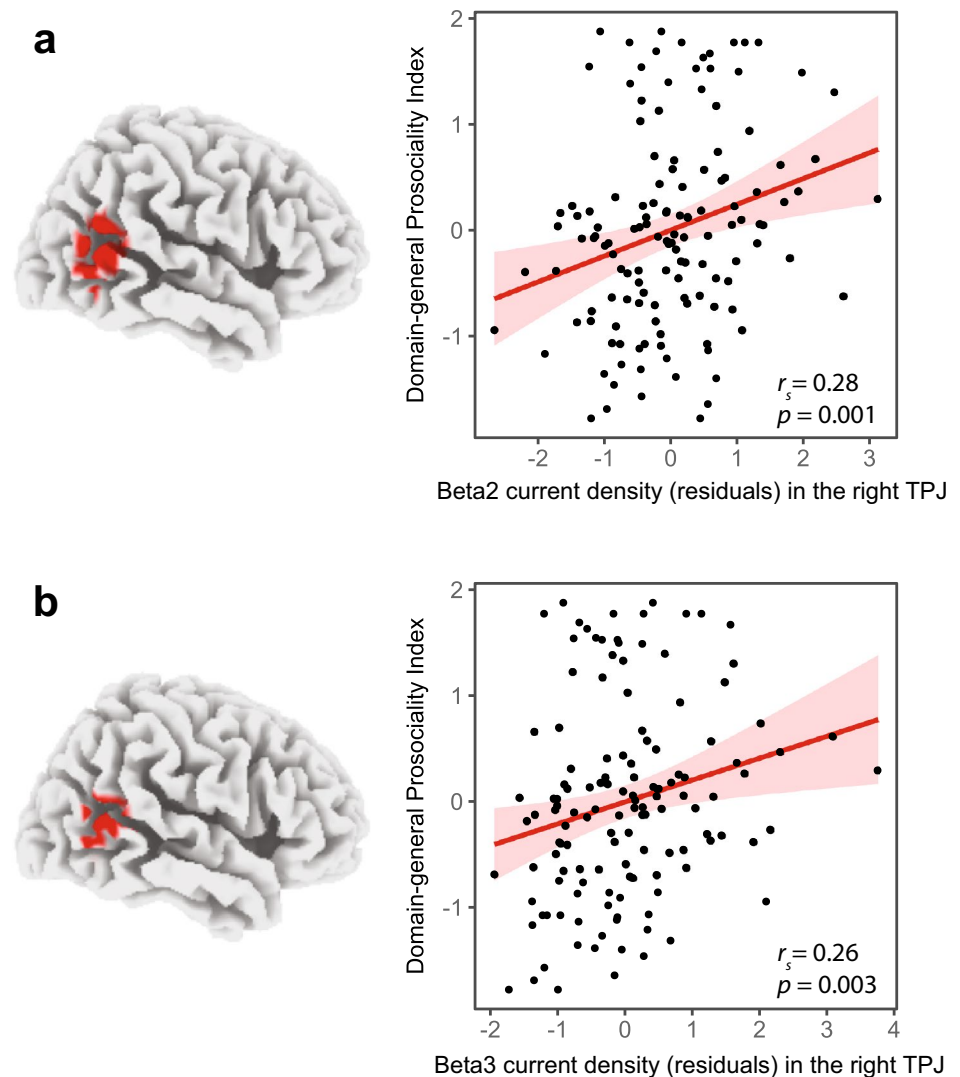 a
Domain-general Prosociality Index
2
1
0
-1
r_s = 0.28
p = 0.001
-2 -1 0 1 2 3
Beta2 current density (residuals) in the right TPJ
b
Domain-general Prosociality Index
2
1
0
-1
r_s = 0.26
p = 0.003
-2 -1 0 1 2 3 4
Beta3 current density (residuals) in the right TPJ